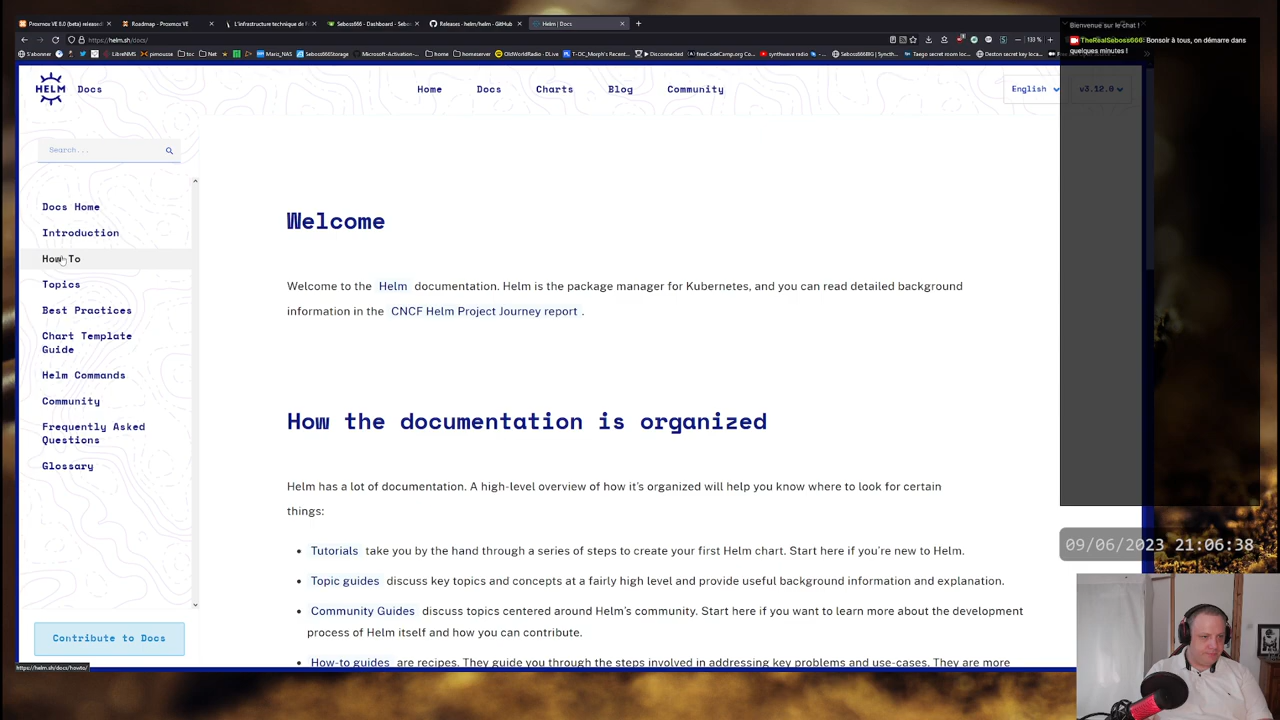 Proxmox VE 8.0 (beta) released!
Roadmap - Proxmox VE
L'infrastructure technique de
Seboss666 - Dashboard - Sebos
Releases · helm/helm · GitHub
Helm | Docs
https://helm.sh/docs/
133 %
S'abonner
LibreNMS
pimousse
toc
Net
Maris_NAS
Seboss666Storage
Microsoft-Activation-
home
homeserver
OldWorldRadio - DLive
T-OC_Morph's Recent
Disconnected
freeCodeCamp.org Co
synthwave radio
Seboss666BIG | Syncth
Taego secret room loc
Deston secret key loc
HELM
Docs
Home
Docs
Charts
Blog
Community
English
v3.12.0
Search...
Docs Home
Introduction
How To
Topics
Best Practices
Chart Template
Guide
Helm Commands
Community
Frequently Asked
Questions
Glossary
Contribute to Docs
https://helm.sh/docs/howto/
Welcome
Welcome to the Helm documentation. Helm is the package manager for Kubernetes, and you can read detailed background
information in the CNCF Helm Project Journey report .
How the documentation is organized
Helm has a lot of documentation. A high-level overview of how it's organized will help you know where to look for certain
things:
• Tutorials take you by the hand through a series of steps to create your first Helm chart. Start here if you're new to Helm.
• Topic guides discuss key topics and concepts at a fairly high level and provide useful background information and explanation.
• Community Guides discuss topics centered around Helm's community. Start here if you want to learn more about the development
process of Helm itself and how you can contribute.
• How-to guides are recipes. They guide you through the steps involved in addressing key problems and use-cases. They are more
Bienvenue sur le chat !
TheRealSeboss666: Bonsoir à tous, on démarre dans
quelques minutes !
09/06/2023 21:06:38